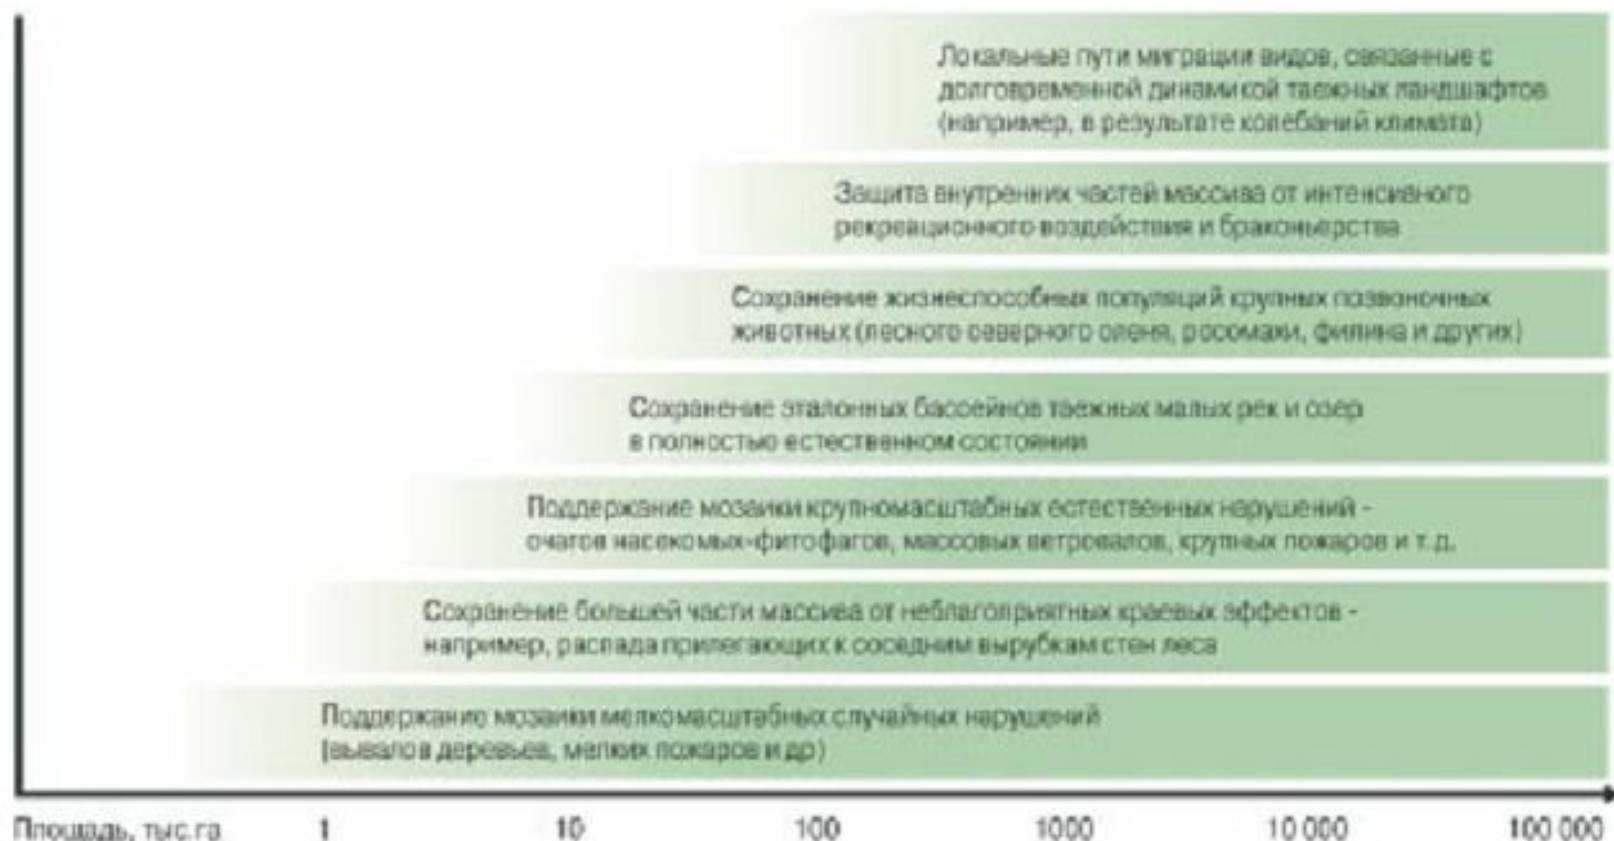 Локальные пути миграции видов, связанные с
долговременной динамикой таежных ландшафтов
(например, в результате колебаний климата)
Защита внутренних частей массива от интенсивного
рекреационного воздействия и браконьерства
Сохранение жизнеспособных популяций крупных позвоночных
животных (лесного северного оленя, росомахи, филина и других)
Сохранение эталонных бассейнов таежных малых рек и озер
в полностью естественном состоянии
Поддержание мозаики крупномасштабных естественных нарушений -
очагов насекомых-фитофагов, массовых ветровалов, крупных пожаров и т.д.
Сохранение большей части массива от неблагоприятных краевых эффектов -
например, распада прилегающих к соседним вырубкам стен леса
Поддержание мозаики мелкомасштабных случайных нарушений
(вывалов деревьев, мелких пожаров и др)
Площадь, тыс.га 1 10 100 1000 10 000 100 000